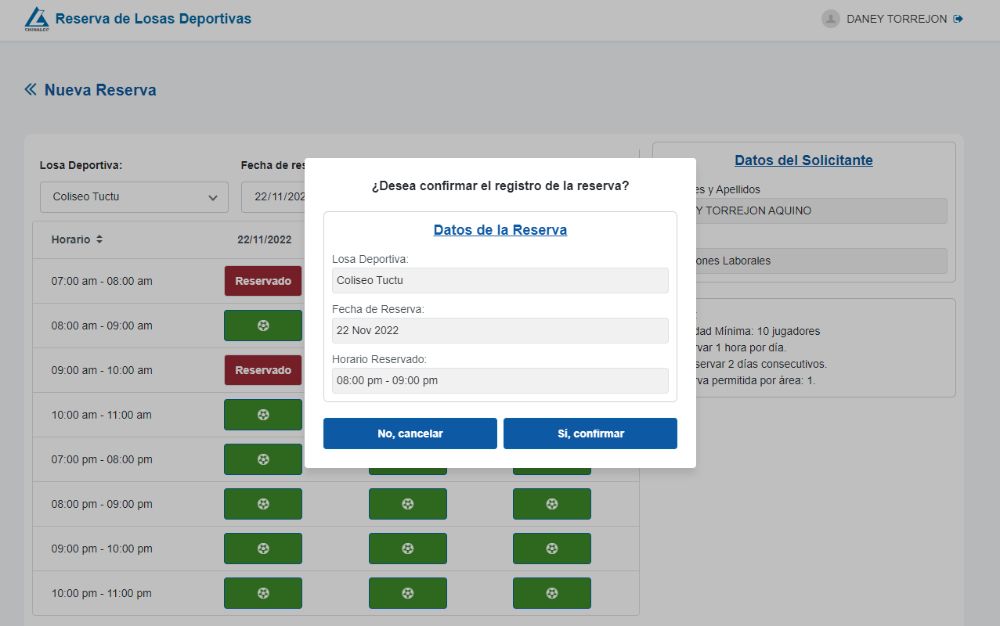 CHINALCO
Reserva de Losas Deportivas
DANEY TORREJON
Nueva Reserva
Losa Deportiva:
Fecha de res
Coliseo Tuctu
22/11/202
Horario
22/11/2022
07:00 am - 08:00 am
Reservado
08:00 am - 09:00 am
09:00 am - 10:00 am
Reservado
10:00 am - 11:00 am
07:00 pm - 08:00 pm
08:00 pm - 09:00 pm
09:00 pm - 10:00 pm
10:00 pm - 11:00 pm
¿Desea confirmar el registro de la reserva?
Datos de la Reserva
Losa Deportiva:
Coliseo Tuctu
Fecha de Reserva:
22 Nov 2022
Horario Reservado:
08:00 pm - 09:00 pm
No, cancelar
Sí, confirmar
Datos del Solicitante
es y Apellidos
Y TORREJON AQUINO
ones Laborales
dad Mínima: 10 jugadores
var 1 hora por día.
servar 2 días consecutivos.
va permitida por área: 1.